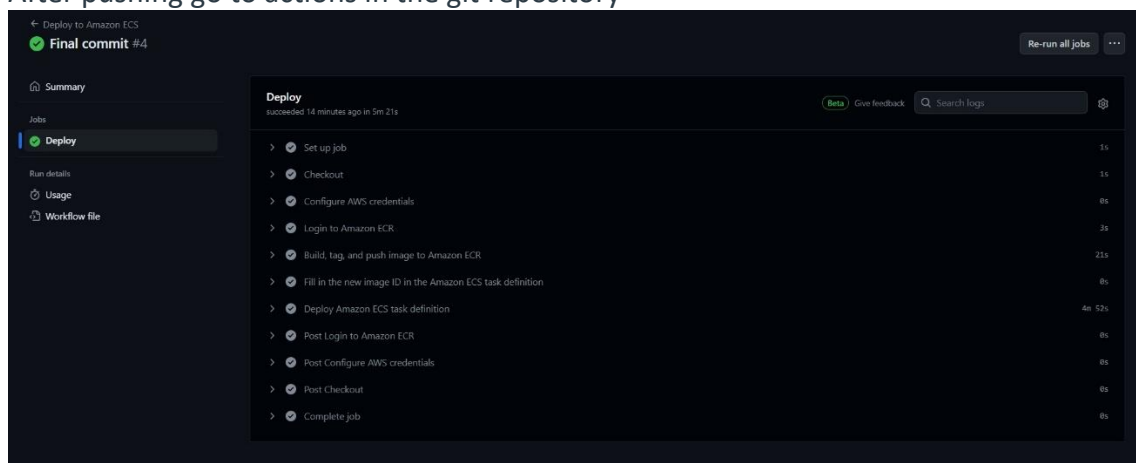 After pushing go to actions in the git repository
← Deploy to Amazon ECS
Final commit #4
Re-run all jobs ...
Summary
Jobs
Deploy
Run details
Usage
Workflow file
Deploy
succeeded 14 minutes ago in 5m 21s
Beta Give feedback
Search logs
Set up job 1s
Checkout 1s
Configure AWS credentials 0s
Login to Amazon ECR 3s
Build, tag, and push image to Amazon ECR 21s
Fill in the new image ID in the Amazon ECS task definition 0s
Deploy Amazon ECS task definition 4m 52s
Post Login to Amazon ECR 0s
Post Configure AWS credentials 0s
Post Checkout 0s
Complete job 0s